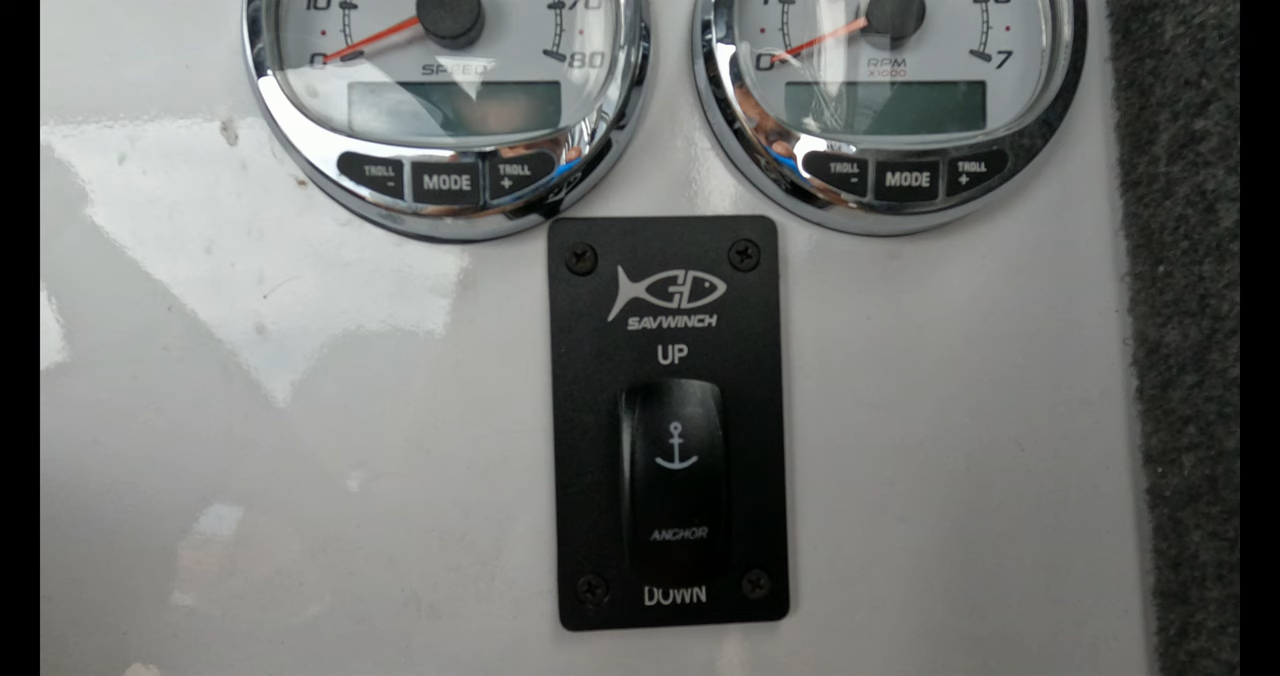 10 70
0 80
SPEED
7
0 7
RPM
X1000
TROLL - MODE TROLL +
TROLL - MODE TROLL +
SAVWINCH
UP
ANCHOR
DOWN